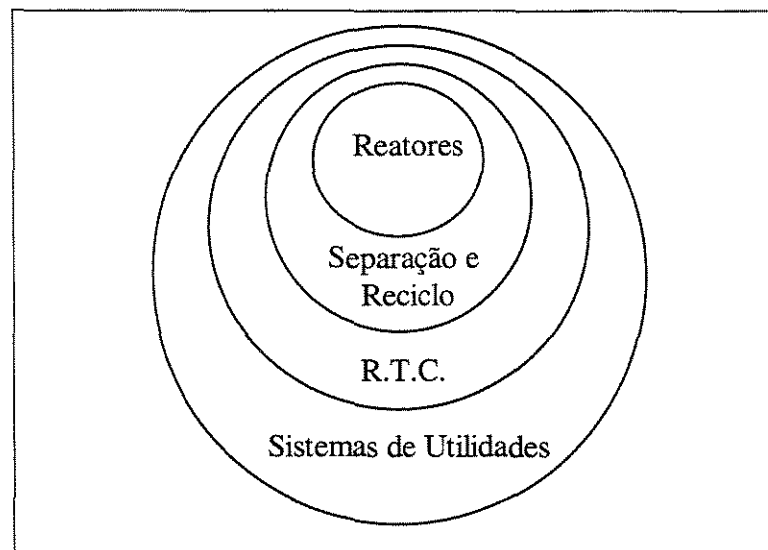 Reatores
Separação e
Reciclo
R.T.C.
Sistemas de Utilidades